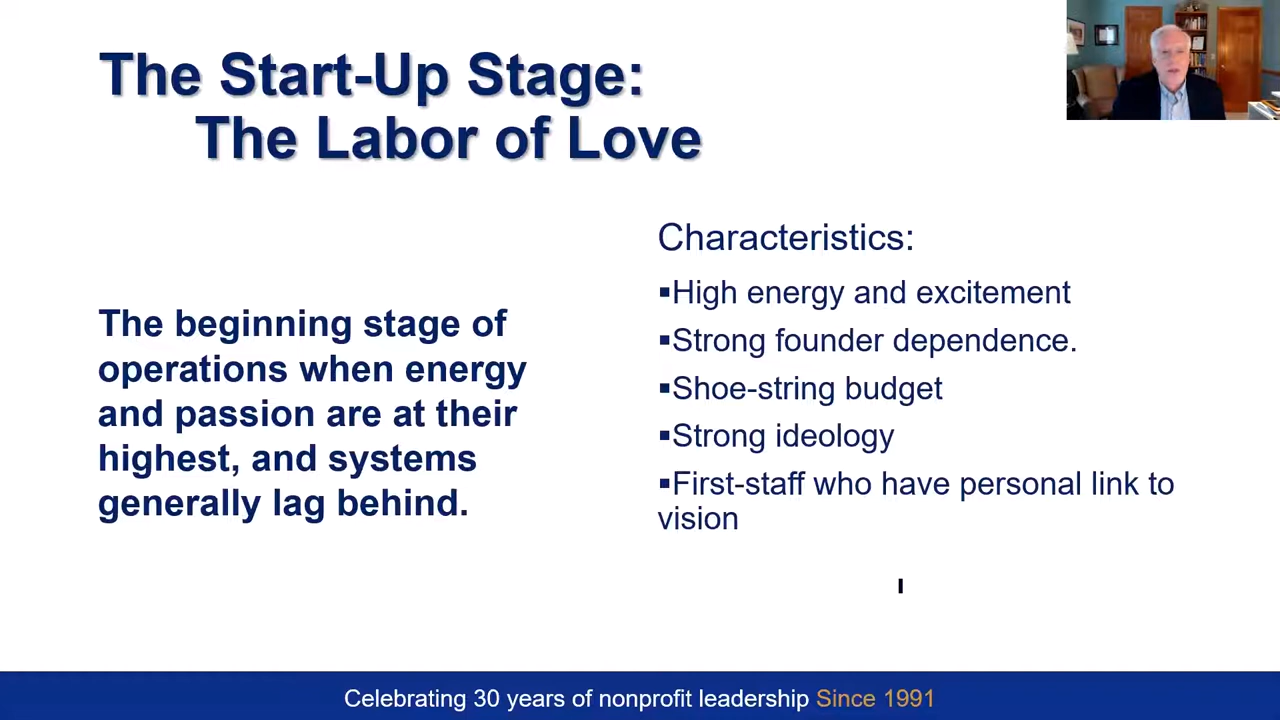 The Start-Up Stage:
The Labor of Love
The beginning stage of
operations when energy
and passion are at their
highest, and systems
generally lag behind.
Characteristics:
▪High energy and excitement
▪Strong founder dependence.
▪Shoe-string budget
▪Strong ideology
▪First-staff who have personal link to
vision
Celebrating 30 years of nonprofit leadership Since 1991